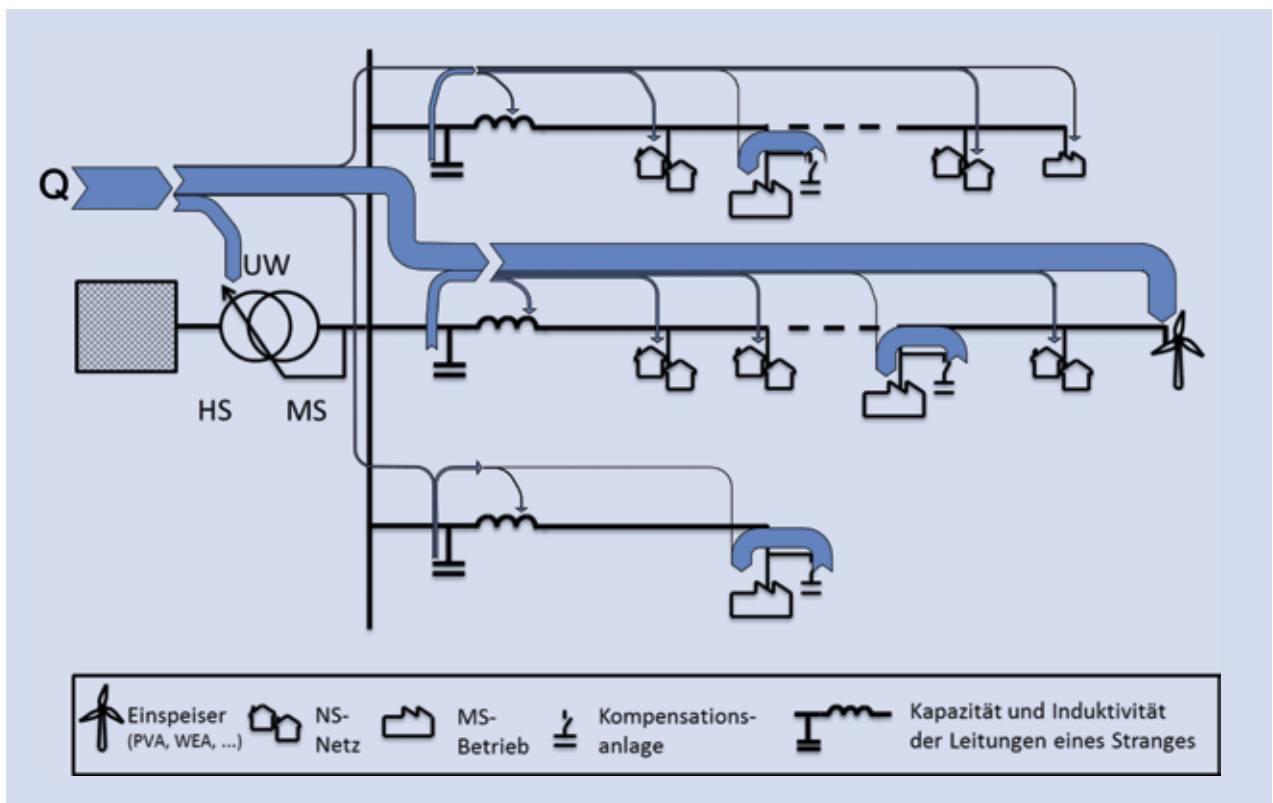 Q
UW
HS
MS
Einspeiser
(PVA, WEA, ...)
NS-
Netz
MS-
Betrieb
Kompensations-
anlage
Kapazität und Induktivität
der Leitungen eines Stranges